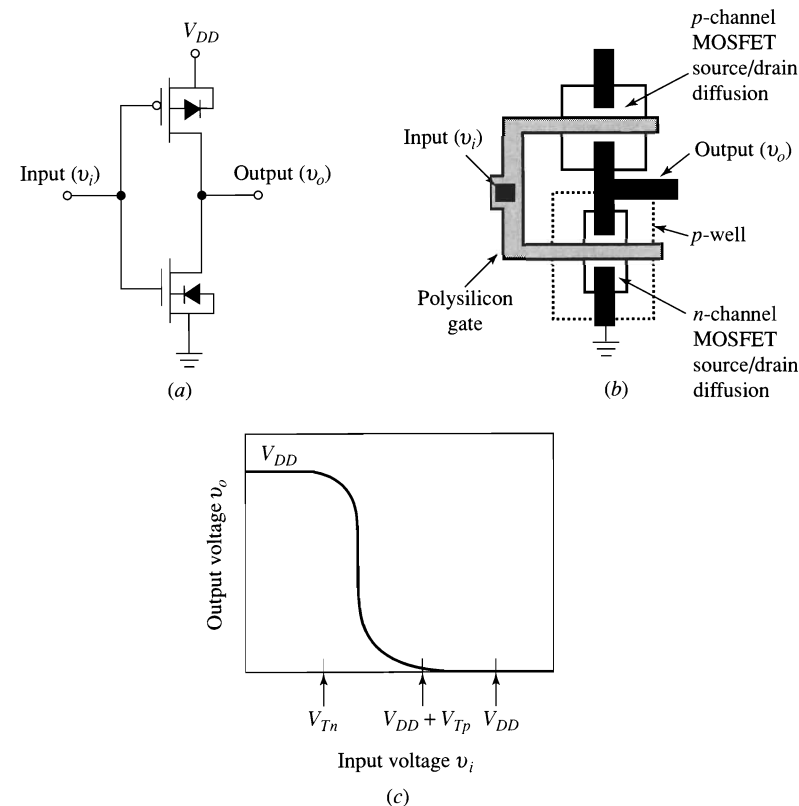 V_DD
Input (υ_i)
Output (υ_o)
(a)
p-channel
MOSFET
source/drain
diffusion
Input (υ_i)
Output (υ_o)
p-well
Polysilicon
gate
n-channel
MOSFET
source/drain
diffusion
(b)
V_DD
Output voltage υ_o
V_Tn
V_DD + V_Tp
V_DD
Input voltage υ_i
(c)